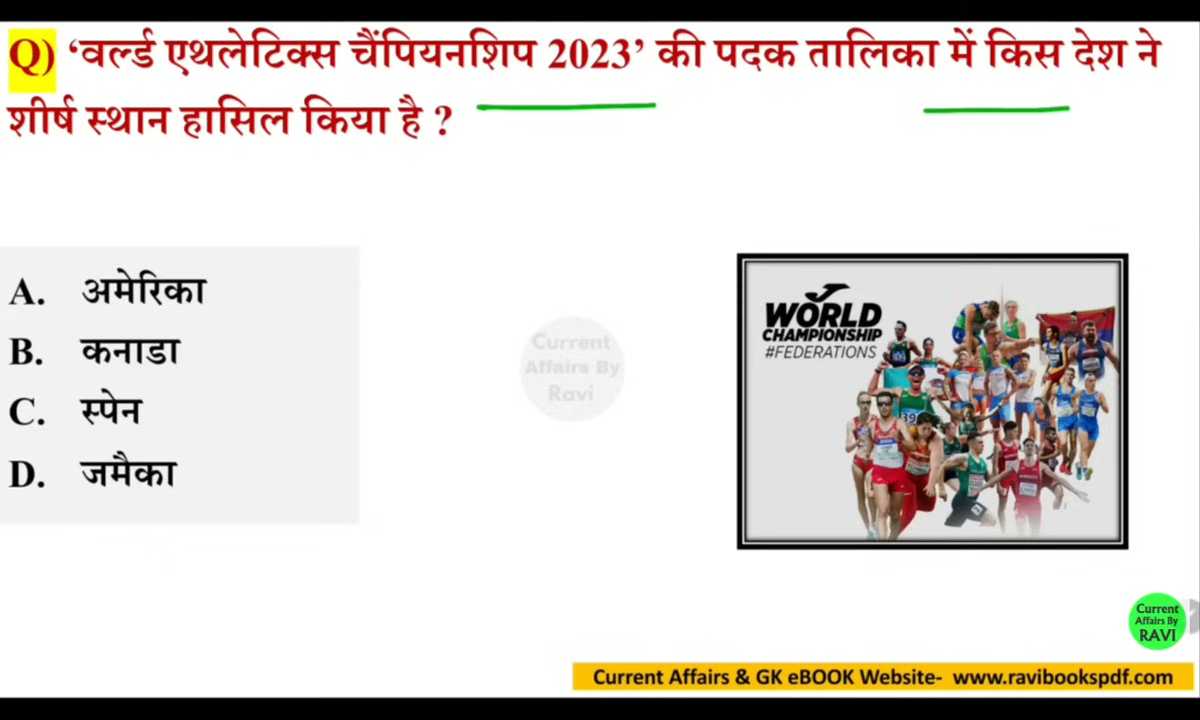 Q) ‘वर्ल्ड एथलेटिक्स चैंपियनशिप 2023’ की पदक तालिका में किस देश ने
शीर्ष स्थान हासिल किया है ?
A. अमेरिका
B. कनाडा
C. स्पेन
D. जमैका
Current
Affairs By
Ravi
WORLD
CHAMPIONSHIP
#FEDERATIONS
39
Current
Affairs By
RAVI
Current Affairs & GK eBOOK Website- www.ravibookspdf.com